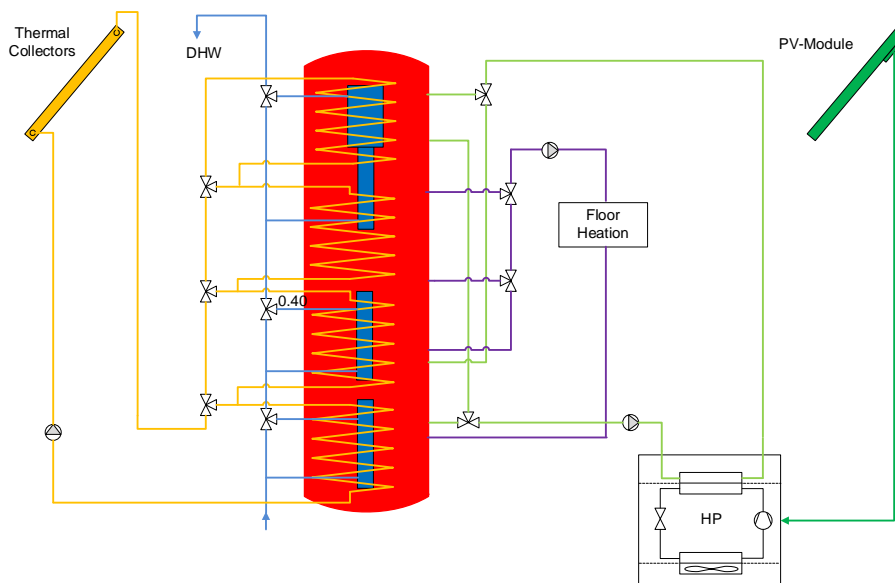 Thermal
Collectors
DHW
PV-Module
Floor
Heation
0.40
HP